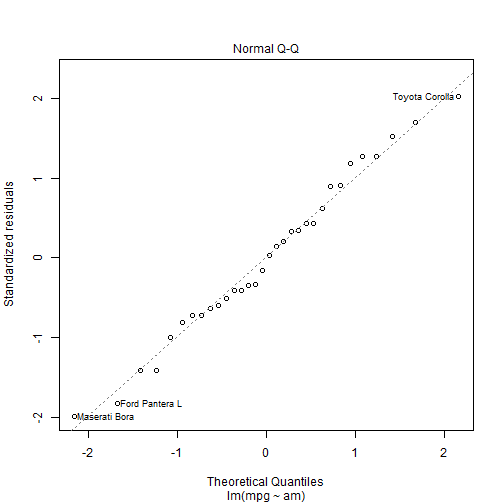 Normal Q-Q
Standardized residuals
2
1
0
-1
-2
Toyota Corolla
Ford Pantera L
Maserati Bora
-2
-1
0
1
2
Theoretical Quantiles
lm(mpg ~ am)